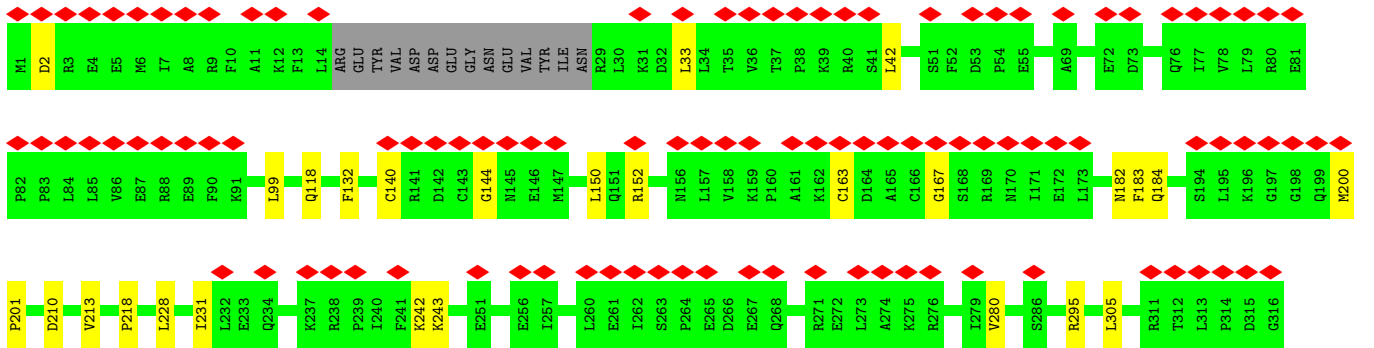 M1 D2 R3 E4 E5 M6 I7 A8 R9 F10 A11 K12 F13 L14 ARG GLU TYR VAL ASP ASP GLU GLY ASN GLU VAL TYR ILE ASN R29 L30 K31 D32 L33 L34 T35 V36 T37 P38 K39 R40 S41 L42 S51 F52 D53 P54 E55 A69 E72 D73 Q76 I77 V78 L79 R80 E81
P82 P83 L84 L85 V86 E87 R88 E89 F90 K91 L99 Q118 F132 C140 R141 D142 C143 G144 N145 E146 M147 L150 Q151 R152 N156 L157 V158 K159 P160 A161 K162 C163 D164 A165 C166 G167 S168 R169 N170 I171 E172 L173 N182 F183 Q184 S194 L195 K196 G197 G198 Q199 M200
P201 D210 V213 P218 L228 I231 L232 E233 Q234 K237 R238 P239 I240 F241 K242 K243 E251 E256 I257 L260 E261 I262 S263 P264 E265 D266 E267 Q268 R271 E272 L273 A274 K275 R276 I279 V280 S286 R295 L305 R311 T312 L313 P314 D315 G316